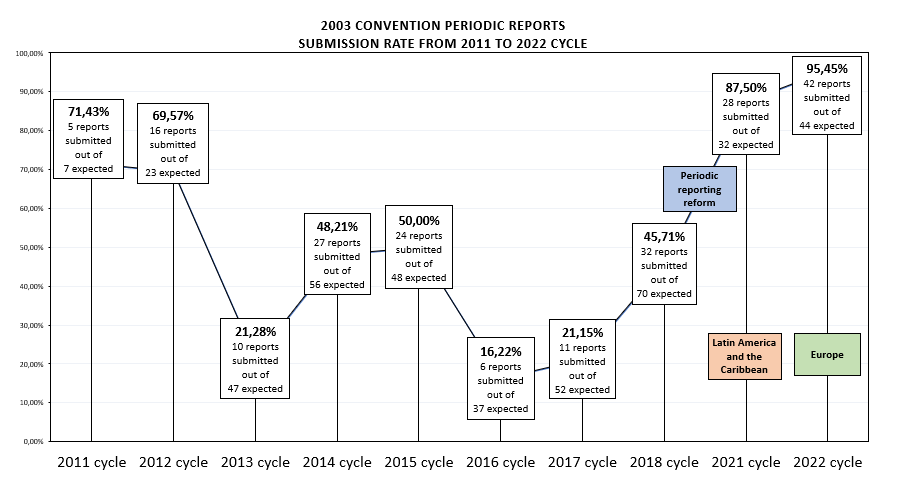 2003 CONVENTION PERIODIC REPORTS
SUBMISSION RATE FROM 2011 TO 2022 CYCLE
100,00%
90,00%
80,00%
70,00%
60,00%
50,00%
40,00%
30,00%
20,00%
10,00%
0,00%
71,43%
5 reports
submitted
out of
7 expected
69,57%
16 reports
submitted
out of
23 expected
21,28%
10 reports
submitted
out of
47 expected
48,21%
27 reports
submitted
out of
56 expected
50,00%
24 reports
submitted
out of
48 expected
16,22%
6 reports
submitted
out of
37 expected
21,15%
11 reports
submitted
out of
52 expected
45,71%
32 reports
submitted
out of
70 expected
Periodic
reporting
reform
87,50%
28 reports
submitted
out of
32 expected
Latin America
and the
Caribbean
95,45%
42 reports
submitted
out of
44 expected
Europe
2011 cycle
2012 cycle
2013 cycle
2014 cycle
2015 cycle
2016 cycle
2017 cycle
2018 cycle
2021 cycle
2022 cycle